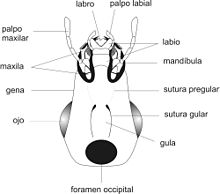 labro
palpo labial
palpo
maxilar
labio
maxila
mandíbula
gena
sutura pregular
sutura gular
ojo
gula
foramen occipital